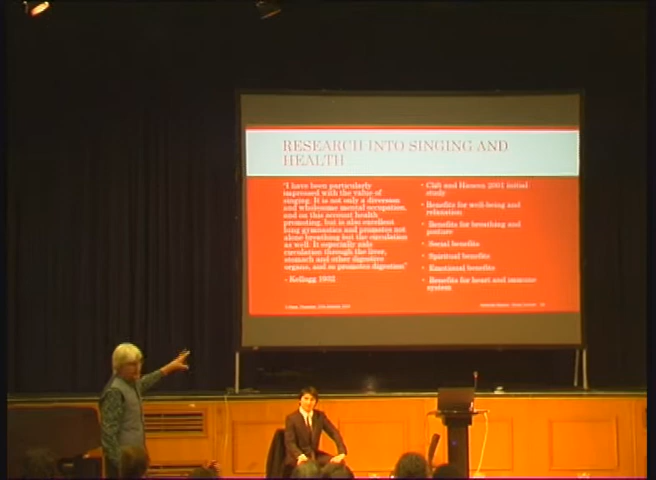 RESEARCH INTO SINGING AND
HEALTH
"I have been particularly
impressed with the value of
singing. It is not only a diversion
and wholesome mental occupation,
and on this account health
promoting, but is also excellent
lung gymnastics and promotes not
alone breathing but the circulation
as well. It especially aids
circulation through the liver,
stomach and other digestive
organs, and so promotes digestion"
- Kellogg
• Clift and Hancox 2001 initial
study
• Benefits for well-being and
relaxation
• Benefits for breathing and
posture
• Social benefits
• Spiritual benefits
• Emotional benefits
• Benefits for heart and immune
system